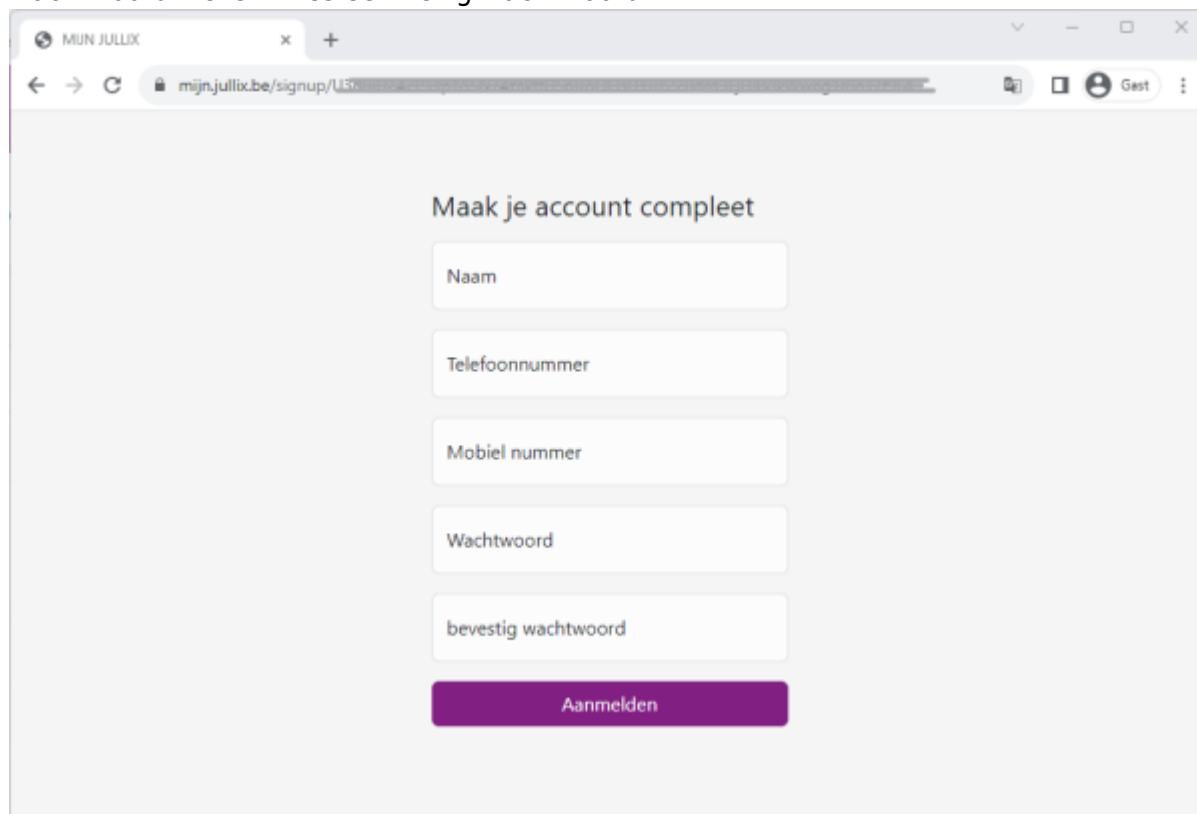 MIJN JULLIX
mijn.jullix.be/signup/
Gast
Maak je account compleet
Naam
Telefoonnummer
Mobiel nummer
Wachtwoord
bevestig wachtwoord
Aanmelden